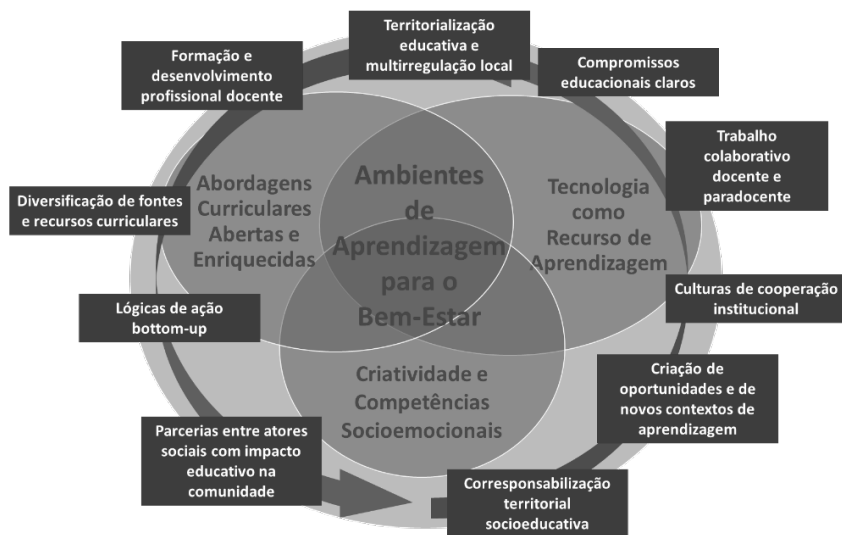 Territorialização
educativa e
multirregulação local
Formação e
desenvolvimento
profissional docente
Compromissos
educacionais claros
Trabalho
colaborativo
docente e
paradocente
Diversificação de fontes
e recursos curriculares
Abordagens
Curriculares
Abertas e
Enriquecidas
Ambientes
de
Aprendizagem
para o
Bem-Estar
Tecnologia
como
Recurso de
Aprendizagem
Culturas de cooperação
institucional
Lógicas de ação
bottom-up
Criação de
oportunidades e de
novos contextos de
aprendizagem
Criatividade e
Competências
Socioemocionais
Parcerias entre atores
sociais com impacto
educativo na
comunidade
Corresponsabilização
territorial
socioeducativa